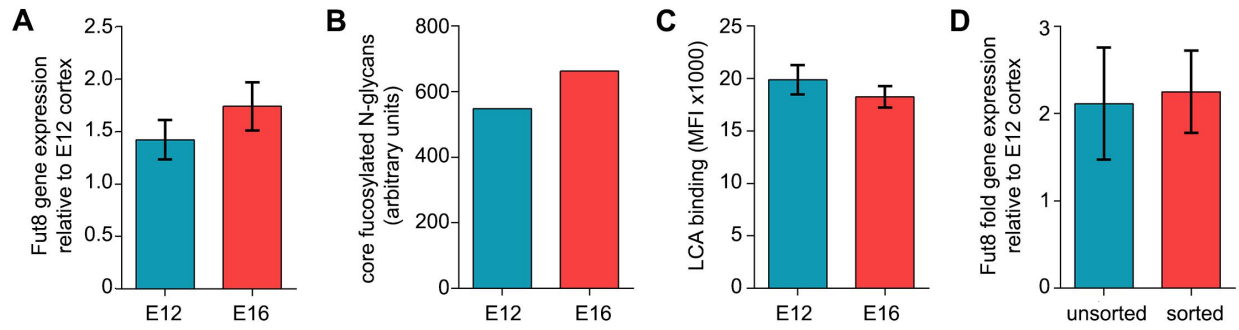 A
Fut8 gene expression
relative to E12 cortex
2.5
2.0
1.5
1.0
0.5
0
E12
E16
B
core fucosylated N-glycans
(arbitrary units)
800
600
400
200
0
E12
E16
C
LCA binding (MFI x1000)
25
20
15
10
5
0
E12
E16
D
Fut8 fold gene expression
relative to E12 cortex
3
2
1
0
unsorted
sorted